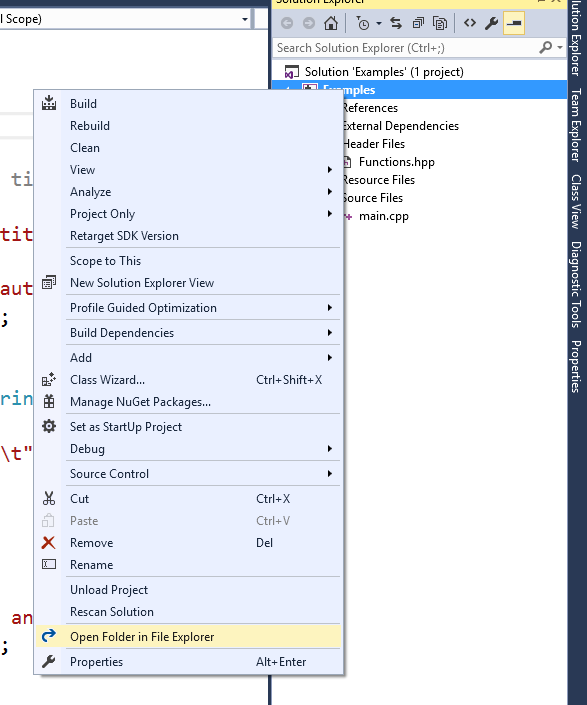 l Scope)
Solution Explorer
Search Solution Explorer (Ctrl+;)
Solution 'Examples' (1 project)
Examples
References
External Dependencies
Header Files
Functions.hpp
Resource Files
Source Files
main.cpp
Build
Rebuild
Clean
View
Analyze
Project Only
Retarget SDK Version
Scope to This
New Solution Explorer View
Profile Guided Optimization
Build Dependencies
Add
Class Wizard... Ctrl+Shift+X
Manage NuGet Packages...
Set as StartUp Project
Debug
Source Control
Cut Ctrl+X
Paste Ctrl+V
Remove Del
Rename
Unload Project
Rescan Solution
Open Folder in File Explorer
Properties Alt+Enter
ti
tit
aut
;
rin
\t"
an
;
olution Explorer
Team Explorer
Class View
Diagnostic Tools
Properties